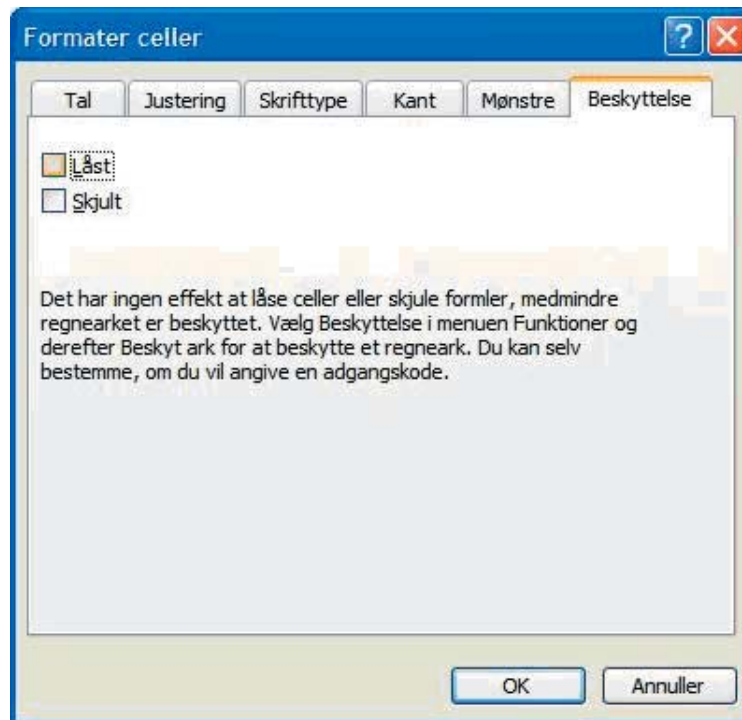 Formater celler
Tal Justering Skrifttype Kant Mønstre Beskyttelse
Låst
Skjult
Det har ingen effekt at låse celler eller skjule formler, medmindre
regnearket er beskyttet. Vælg Beskyttelse i menuen Funktioner og
derefter Beskyt ark for at beskytte et regneark. Du kan selv
bestemme, om du vil angive en adgangskode.
OK Annuller